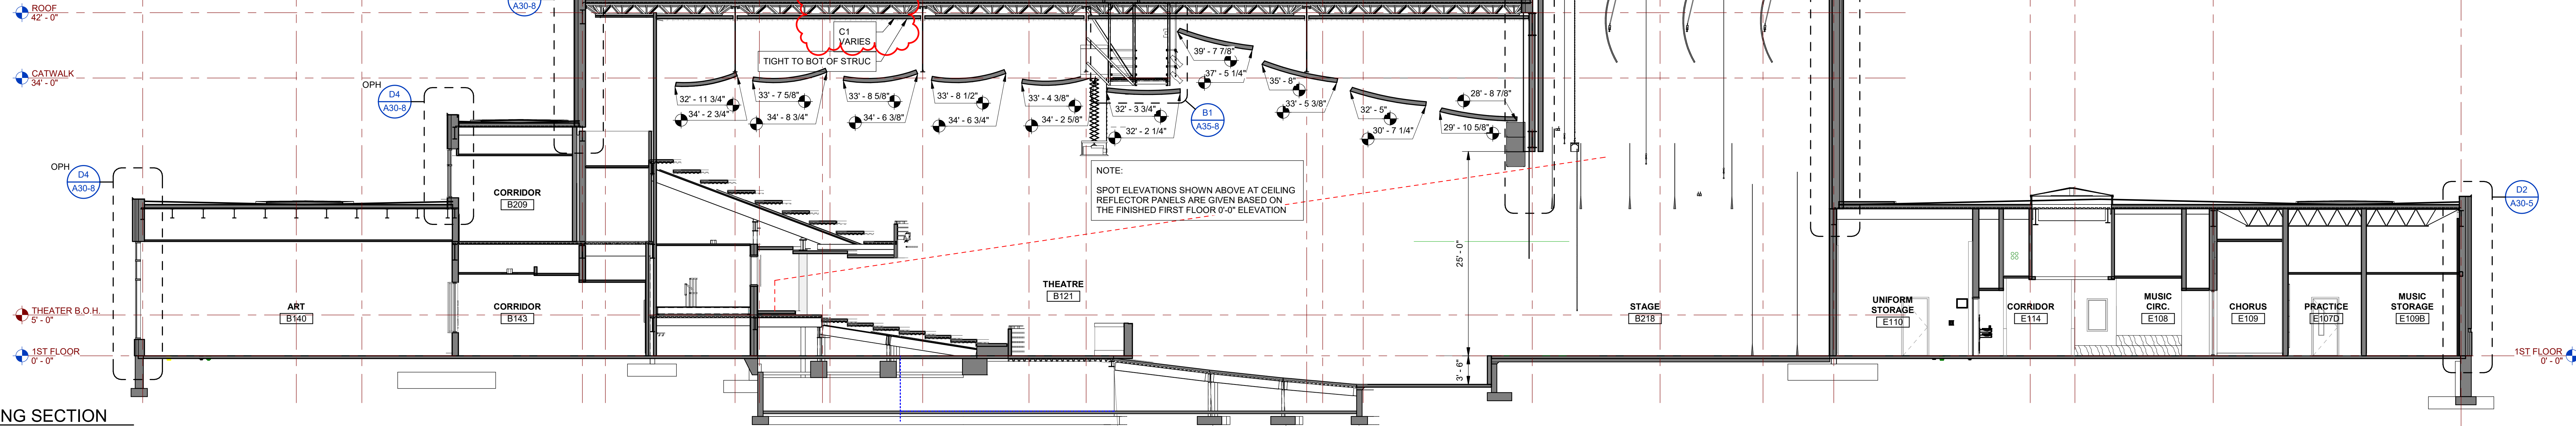 ROOF
42' - 0"
A30-8
C1
VARIES
TIGHT TO BOT OF STRUC
CATWALK
34' - 0"
OPH
D4
A30-8
OPH
D4
A30-8
32' - 11 3/4"
34' - 2 3/4"
33' - 7 5/8"
34' - 8 3/4"
33' - 8 5/8"
34' - 6 3/8"
33' - 8 1/2"
34' - 6 3/4"
33' - 4 3/8"
34' - 2 5/8"
32' - 3 3/4"
32' - 2 1/4"
39' - 7 7/8"
37' - 5 1/4"
35' - 8"
33' - 5 3/8"
32' - 5"
30' - 7 1/4"
28' - 8 7/8"
29' - 10 5/8"
B1
A35-8
NOTE:
SPOT ELEVATIONS SHOWN ABOVE AT CEILING
REFLECTOR PANELS ARE GIVEN BASED ON
THE FINISHED FIRST FLOOR 0'-0" ELEVATION
CORRIDOR
B209
D2
A30-5
25' - 0"
THEATRE
B121
ART
B140
CORRIDOR
B143
STAGE
B218
UNIFORM
STORAGE
E110
CORRIDOR
E114
MUSIC
CIRC.
E108
CHORUS
E109
PRACTICE
E107D
MUSIC
STORAGE
E109B
THEATER B.O.H.
5' - 0"
1ST FLOOR
0' - 0"
3' - 6"
1ST FLOOR
0' - 0"
NG SECTION